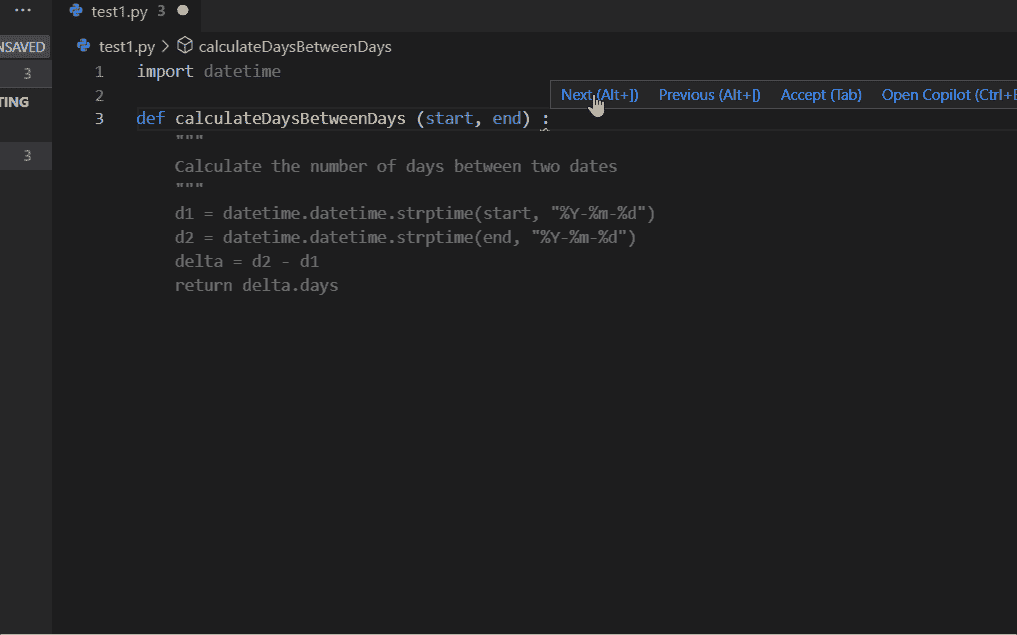 ··· test1.py 3
NSAVED test1.py > calculateDaysBetweenDays
3 1 import datetime
TING 2 Next (Alt+]) Previous (Alt+[) Accept (Tab) Open Copilot (Ctrl+E
3 def calculateDaysBetweenDays (start, end) :
"""
3 Calculate the number of days between two dates
"""
d1 = datetime.datetime.strptime(start, "%Y-%m-%d")
d2 = datetime.datetime.strptime(end, "%Y-%m-%d")
delta = d2 - d1
return delta.days